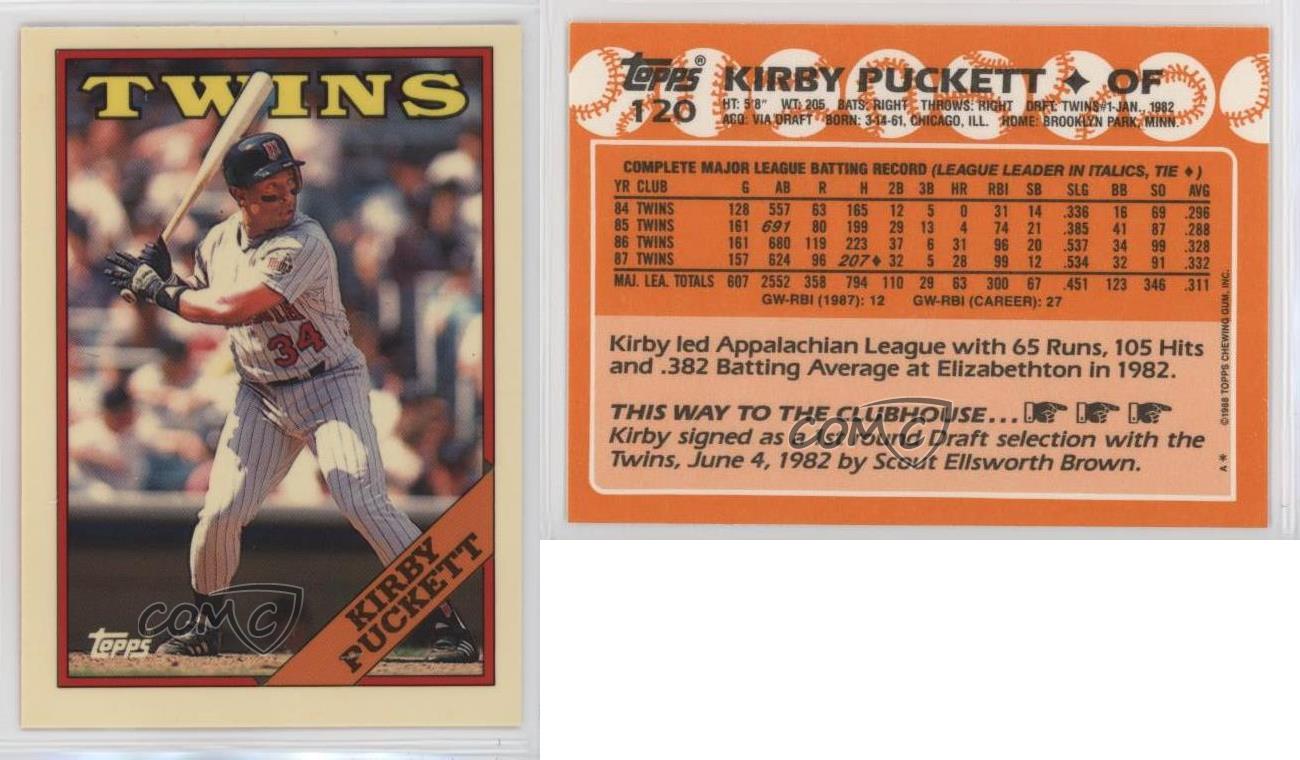 TWINS
34
KIRBY
PUCKETT
topps
COMC
topps®
120
KIRBY PUCKETT ♦ OF
HT: 5'8" WT: 205 BATS: RIGHT THROWS: RIGHT DRFT: TWINS #1-JAN., 1982
ACQ: VIA DRAFT BORN: 3-14-61, CHICAGO, ILL. HOME: BROOKLYN PARK, MINN.
COMPLETE MAJOR LEAGUE BATTING RECORD (LEAGUE LEADER IN ITALICS, TIE ♦)
YR CLUB G AB R H 2B 3B HR RBI SB SLG BB SO AVG
84 TWINS 128 557 63 165 12 5 0 31 14 .336 16 69 .296
85 TWINS 161 691 80 199 29 13 4 74 21 .385 41 87 .288
86 TWINS 161 680 119 223 37 6 31 96 20 .537 34 99 .328
87 TWINS 157 624 96 207♦ 32 5 28 99 12 .534 32 91 .332
MAJ. LEA. TOTALS 607 2552 358 794 110 29 63 300 67 .451 123 346 .311
GW-RBI (1987): 12 GW-RBI (CAREER): 27
Kirby led Appalachian League with 65 Runs, 105 Hits
and .382 Batting Average at Elizabethton in 1982.
THIS WAY TO THE CLUBHOUSE...
Kirby signed as a 1st Round Draft selection with the
Twins, June 4, 1982 by Scout Ellsworth Brown.
COMC
©1988 TOPPS CHEWING GUM, INC.
A *